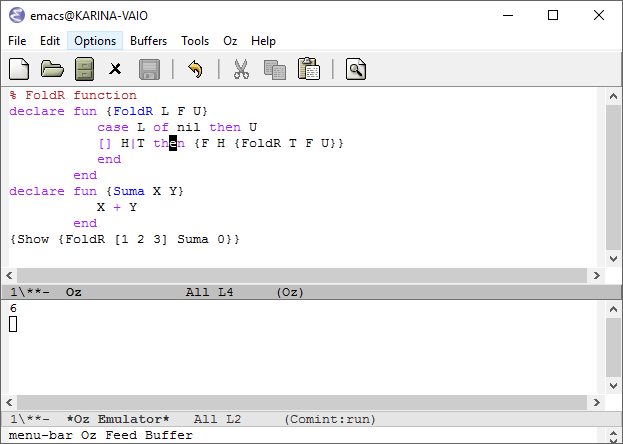 emacs@KARINA-VAIO
File Edit Options Buffers Tools Oz Help
% FoldR function
declare fun {FoldR L F U}
            case L of nil then U
            [] H|T then {F H {FoldR T F U}}
            end
         end
declare fun {Suma X Y}
            X + Y
         end
{Show {FoldR [1 2 3] Suma 0}}
1\**-  Oz              All L4     (Oz)
6
1\**-  *Oz Emulator*   All L2     (Comint:run)
menu-bar Oz Feed Buffer